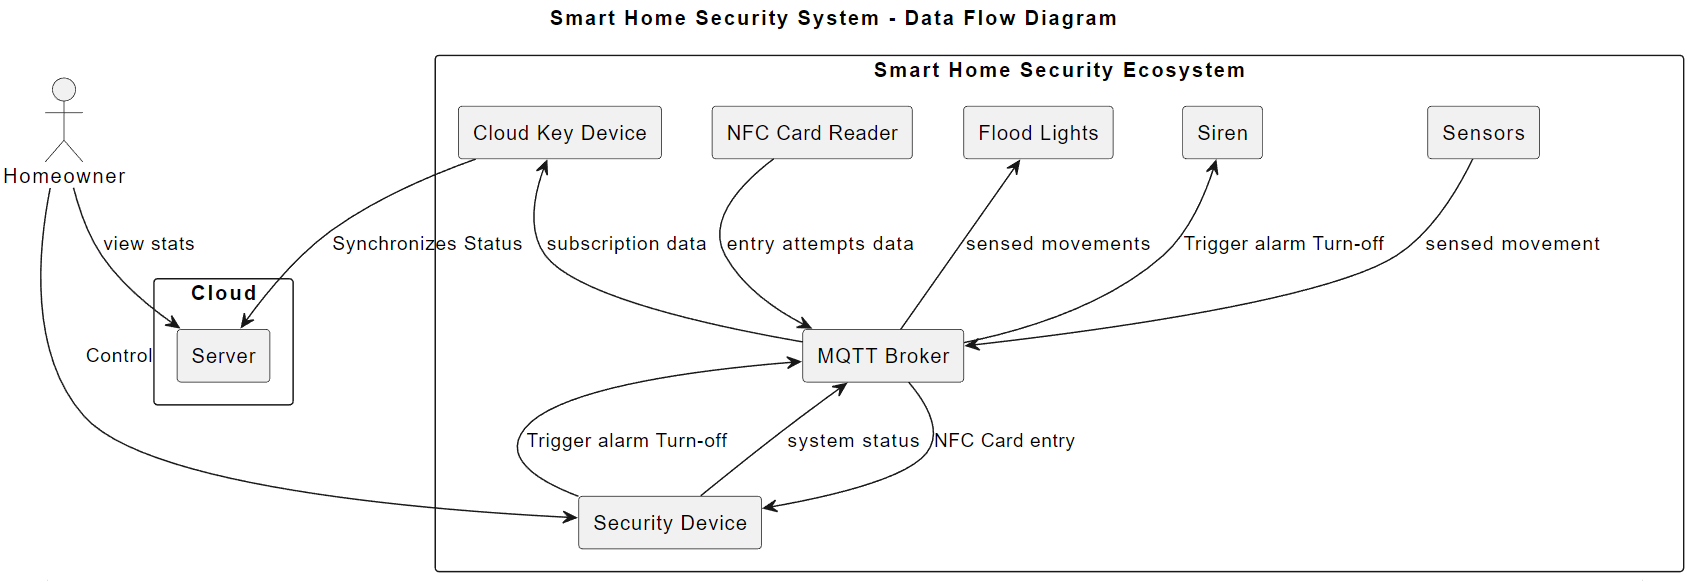 Smart Home Security System - Data Flow Diagram
Smart Home Security Ecosystem
Cloud Key Device
NFC Card Reader
Flood Lights
Siren
Sensors
Homeowner
view stats
Synchronizes Status
subscription data
entry attempts data
sensed movements
Trigger alarm Turn-off
sensed movement
Cloud
Control
Server
MQTT Broker
Trigger alarm Turn-off
system status
NFC Card entry
Security Device